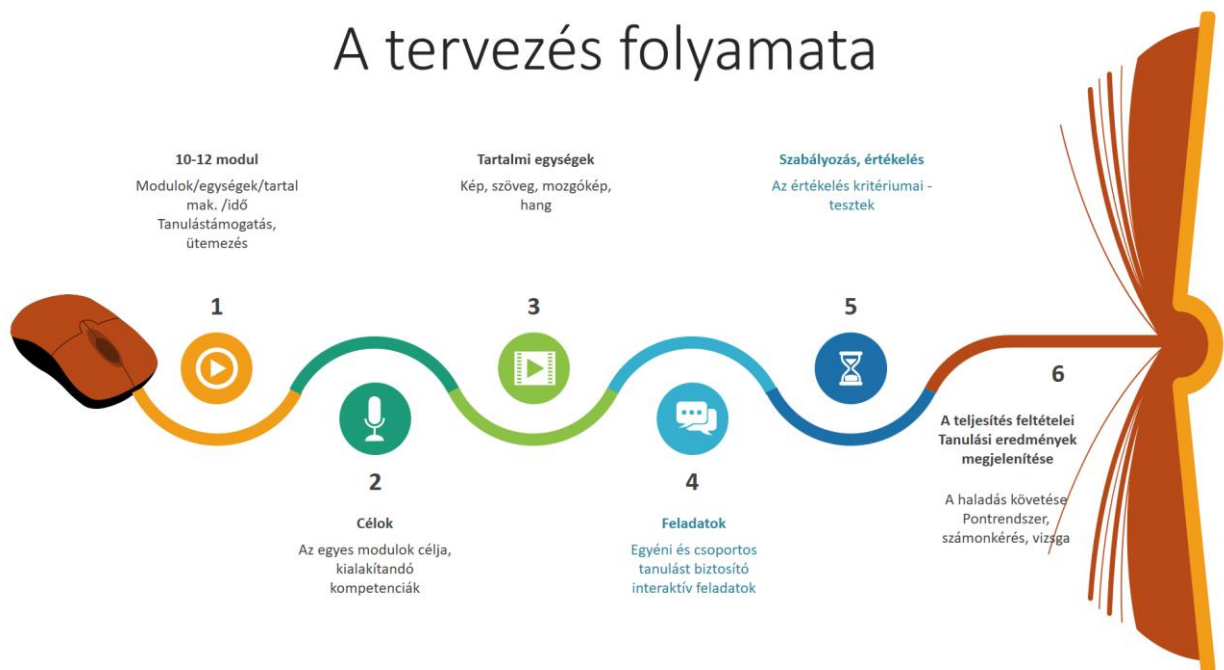 A tervezés folyamata
10-12 modul
Modulok/egységek/tartal
mak. /idő
Tanulástámogatás,
ütemezés
1
2
Célok
Az egyes modulok célja,
kialakítandó
kompetenciák
Tartalmi egységek
Kép, szöveg, mozgókép,
hang
3
4
Feladatok
Egyéni és csoportos
tanulást biztosító
interaktív feladatok
Szabályozás, értékelés
Az értékelés kritériumai -
tesztek
5
6
A teljesítés feltételei
Tanulási eredmények
megjelenítése
A haladás követése
Pontrendszer,
számonkérés, vizsga